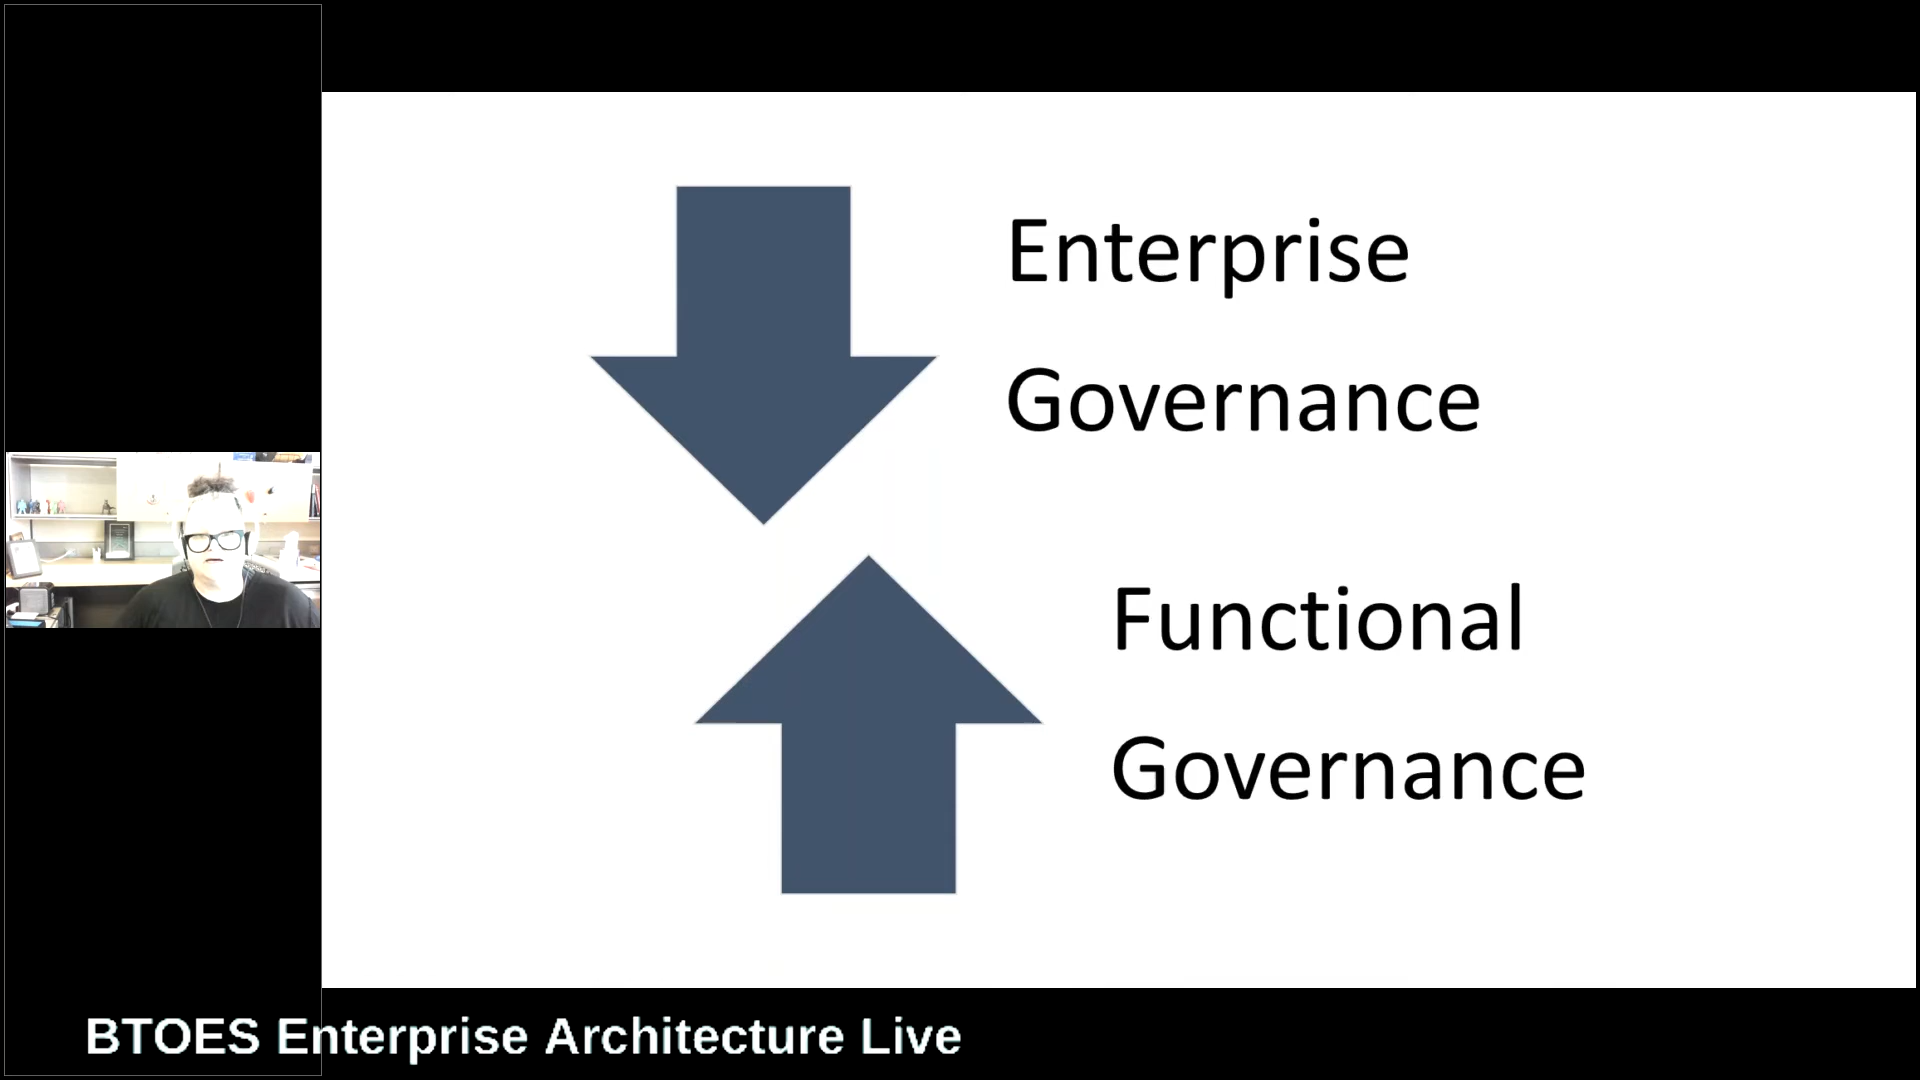 Enterprise
Governance
Functional
Governance
BTOES Enterprise Architecture Live